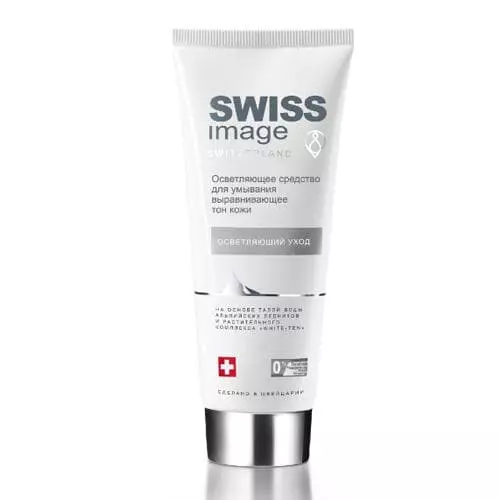 SWISS
image
SWITZERLAND
Осветляющее средство
для умывания
выравнивающее
тон кожи
ОСВЕТЛЯЮЩИЙ УХОД
НА ОСНОВЕ ТАЛОЙ ВОДЫ
АЛЬПИЙСКИХ ЛЕДНИКОВ
И РАСТИТЕЛЬНОГО
КОМПЛЕКСА «WHITE-TEN»
0%
СДЕЛАНО В ШВЕЙЦАРИИ